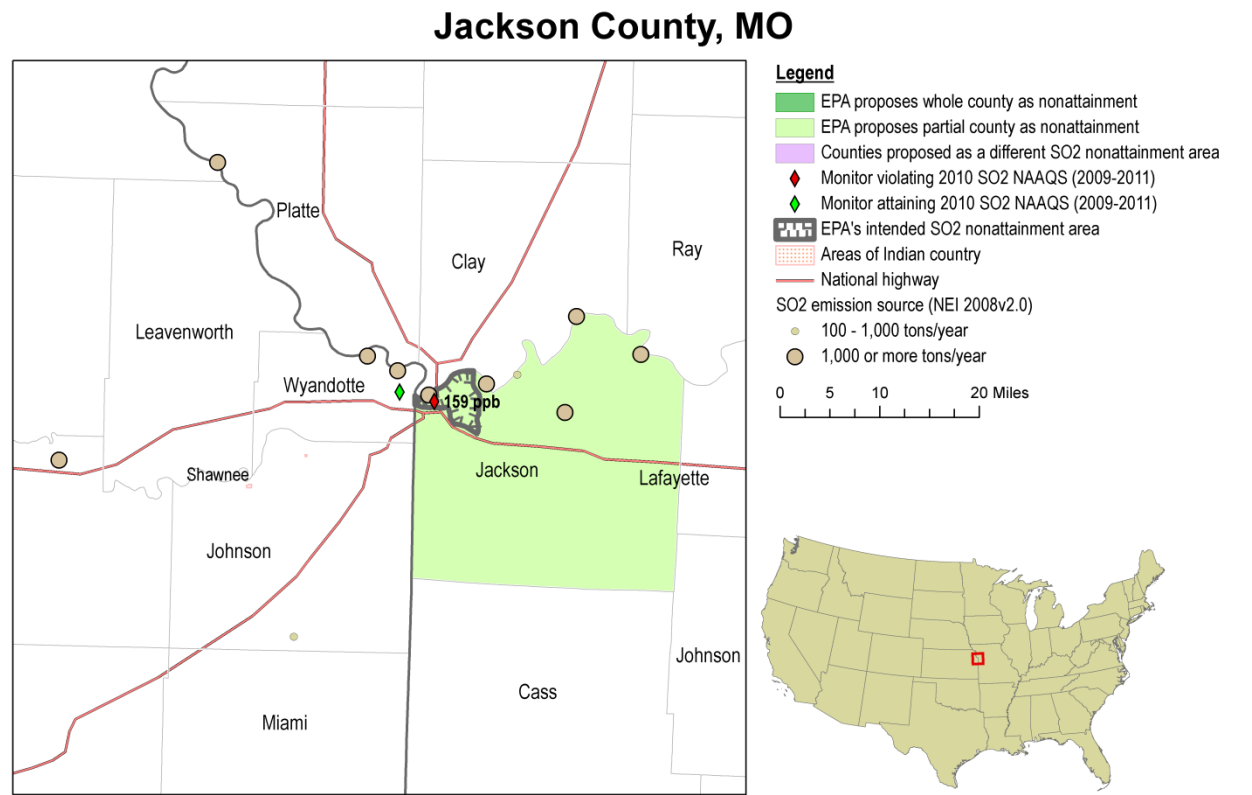 Jackson County, MO
Platte
Clay
Ray
Leavenworth
Wyandotte
159 ppb
Shawnee
Jackson
Lafayette
Johnson
Johnson
Cass
Miami
Legend
EPA proposes whole county as nonattainment
EPA proposes partial county as nonattainment
Counties proposed as a different SO2 nonattainment area
Monitor violating 2010 SO2 NAAQS (2009-2011)
Monitor attaining 2010 SO2 NAAQS (2009-2011)
EPA's intended SO2 nonattainment area
Areas of Indian country
National highway
SO2 emission source (NEI 2008v2.0)
100 - 1,000 tons/year
1,000 or more tons/year
0 5 10 20 Miles